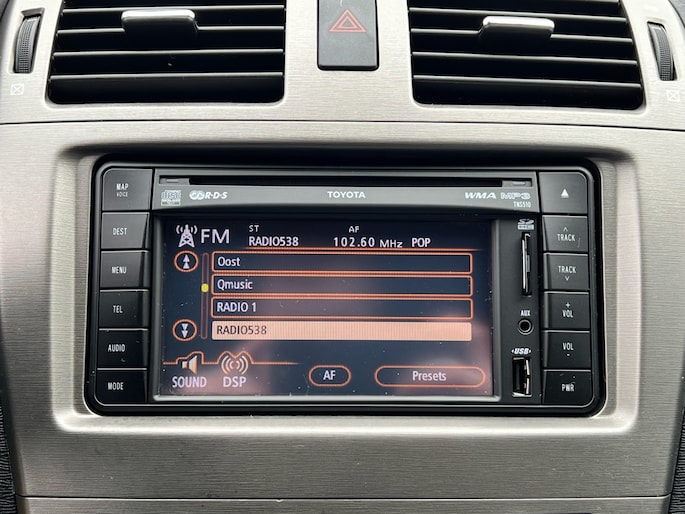 MAP
VOICE
DEST
MENU
TEL
AUDIO
MODE
R·D·S
TOYOTA
WMA MP3
TNS510
FM
ST
RADIO538
AF
102.60 MHz
POP
Oost
Qmusic
RADIO 1
RADIO538
SOUND
DSP
AF
Presets
AUX
USB
TRACK
TRACK
+
VOL
VOL
-
PWR